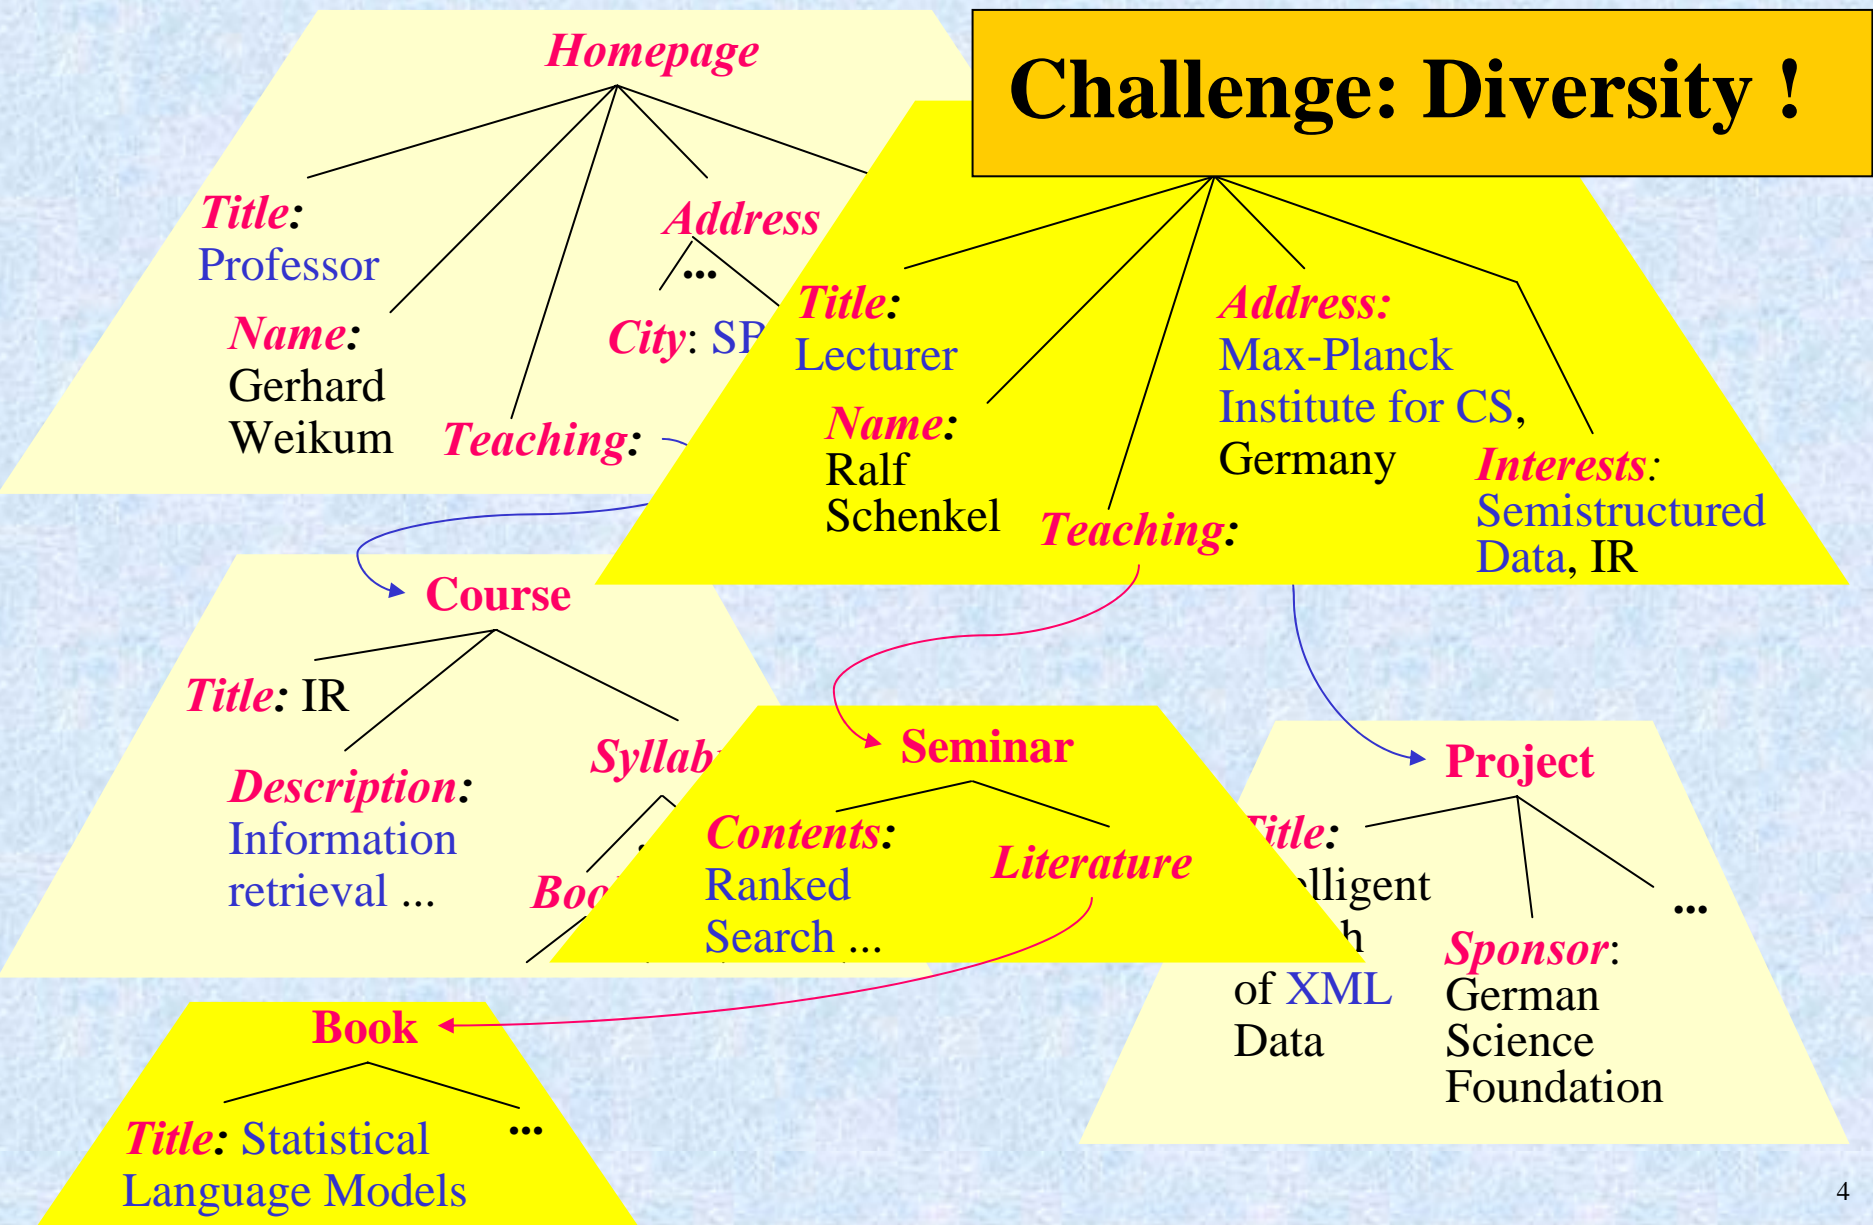 Homepage
Challenge: Diversity !
Title:
Professor
Address
...
City: SB
Name:
Gerhard
Weikum
Teaching:
Title:
Lecturer
Name:
Ralf
Schenkel
Address:
Max-Planck
Institute for CS,
Germany
Teaching:
Interests:
Semistructured
Data, IR
Course
Title: IR
Description:
Information
retrieval ...
Seminar
Contents:
Ranked
Search ...
Literature
Project
of XML
Data
Sponsor:
German
Science
Foundation
...
Book
Title: Statistical
Language Models
...
4